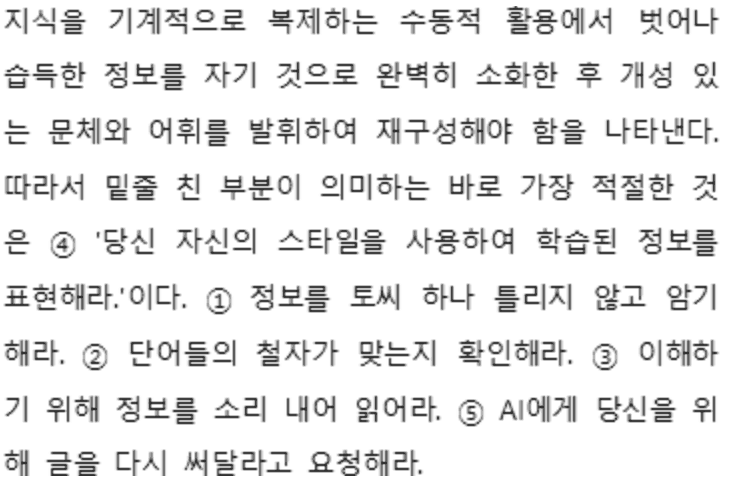 지식을 기계적으로 복제하는 수동적 활용에서 벗어나
습득한 정보를 자기 것으로 완벽히 소화한 후 개성 있
는 문체와 어휘를 발휘하여 재구성해야 함을 나타낸다.
따라서 밑줄 친 부분이 의미하는 바로 가장 적절한 것
은 ④ '당신 자신의 스타일을 사용하여 학습된 정보를
표현해라.'이다. ① 정보를 토씨 하나 틀리지 않고 암기
해라. ② 단어들의 철자가 맞는지 확인해라. ③ 이해하
기 위해 정보를 소리 내어 읽어라. ⑤ AI에게 당신을 위
해 글을 다시 써달라고 요청해라.